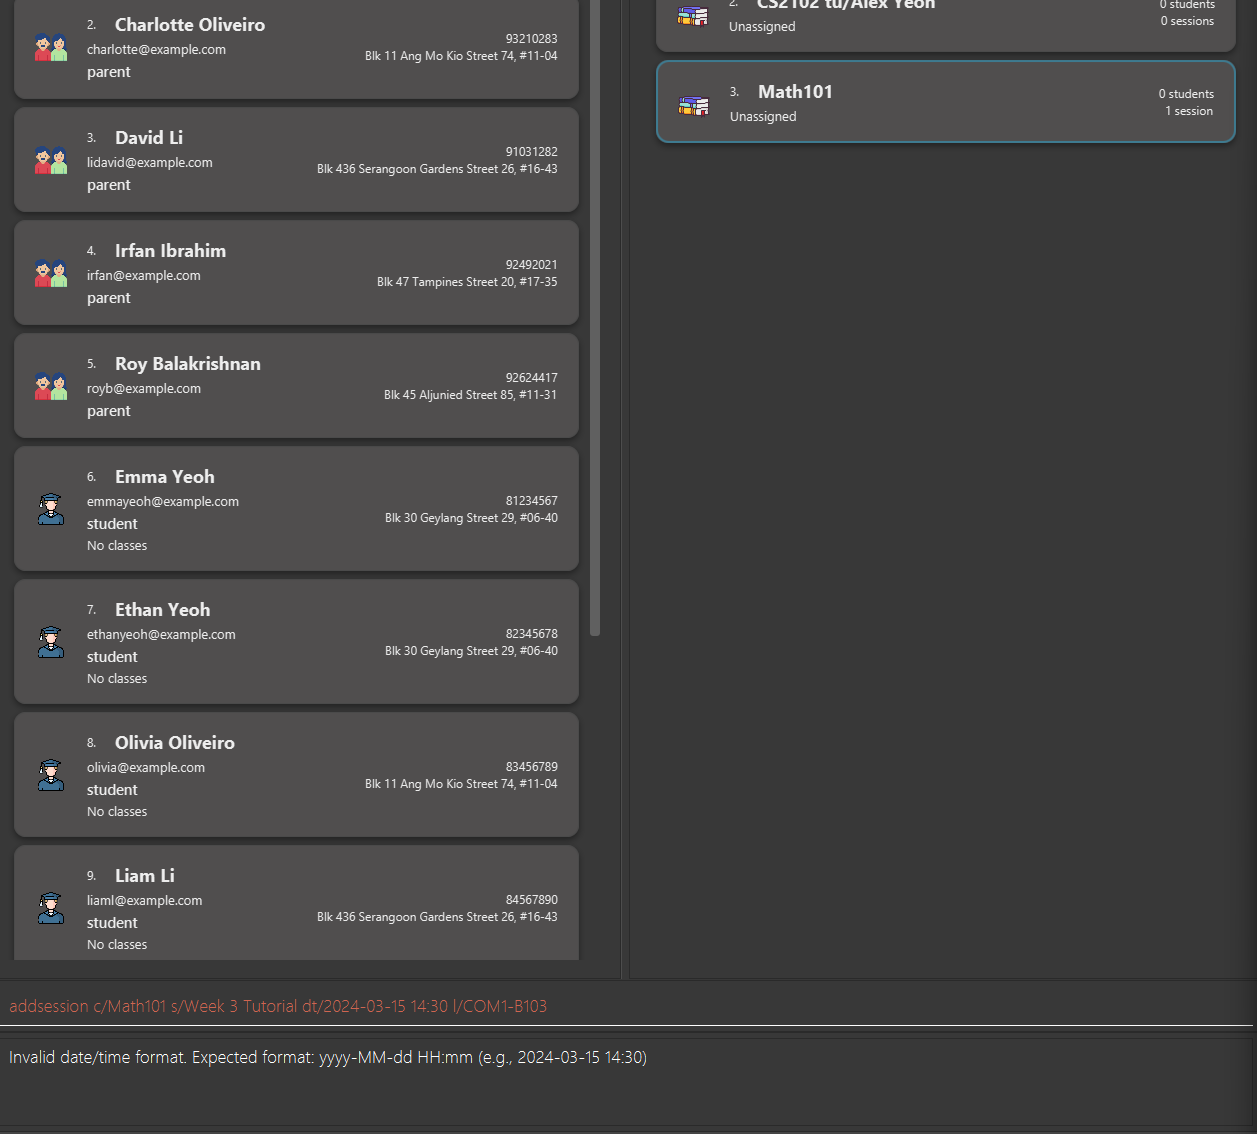 2. Charlotte Oliveiro
charlotte@example.com
parent
93210283
Blk 11 Ang Mo Kio Street 74, #11-04
3. David Li
lidavid@example.com
parent
91031282
Blk 436 Serangoon Gardens Street 26, #16-43
4. Irfan Ibrahim
irfan@example.com
parent
92492021
Blk 47 Tampines Street 20, #17-35
5. Roy Balakrishnan
royb@example.com
parent
92624417
Blk 45 Aljunied Street 85, #11-31
6. Emma Yeoh
emmayeoh@example.com
student
No classes
81234567
Blk 30 Geylang Street 29, #06-40
7. Ethan Yeoh
ethanyeoh@example.com
student
No classes
82345678
Blk 30 Geylang Street 29, #06-40
8. Olivia Oliveiro
olivia@example.com
student
No classes
83456789
Blk 11 Ang Mo Kio Street 74, #11-04
9. Liam Li
liaml@example.com
student
No classes
84567890
Blk 436 Serangoon Gardens Street 26, #16-43
2. CS2102 tu/Alex Yeoh
Unassigned
0 students
0 sessions
3. Math101
Unassigned
0 students
1 session
addsession c/Math101 s/Week 3 Tutorial dt/2024-03-15 14:30 l/COM1-B103
Invalid date/time format. Expected format: yyyy-MM-dd HH:mm (e.g., 2024-03-15 14:30)